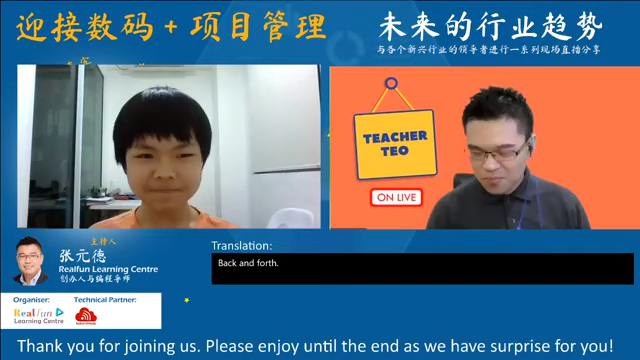 迎接数码 + 项目管理
未来的行业趋势
与各个新兴行业的领导者进行一系列现场直播分享
TEACHER
TEO
ON LIVE
主持人
张元德
Realfun Learning Centre
创办人与编程导师
Translation:
Back and forth.
Organiser:
Technical Partner:
Realfun
Learning Centre
Thank you for joining us. Please enjoy until the end as we have surprise for you!